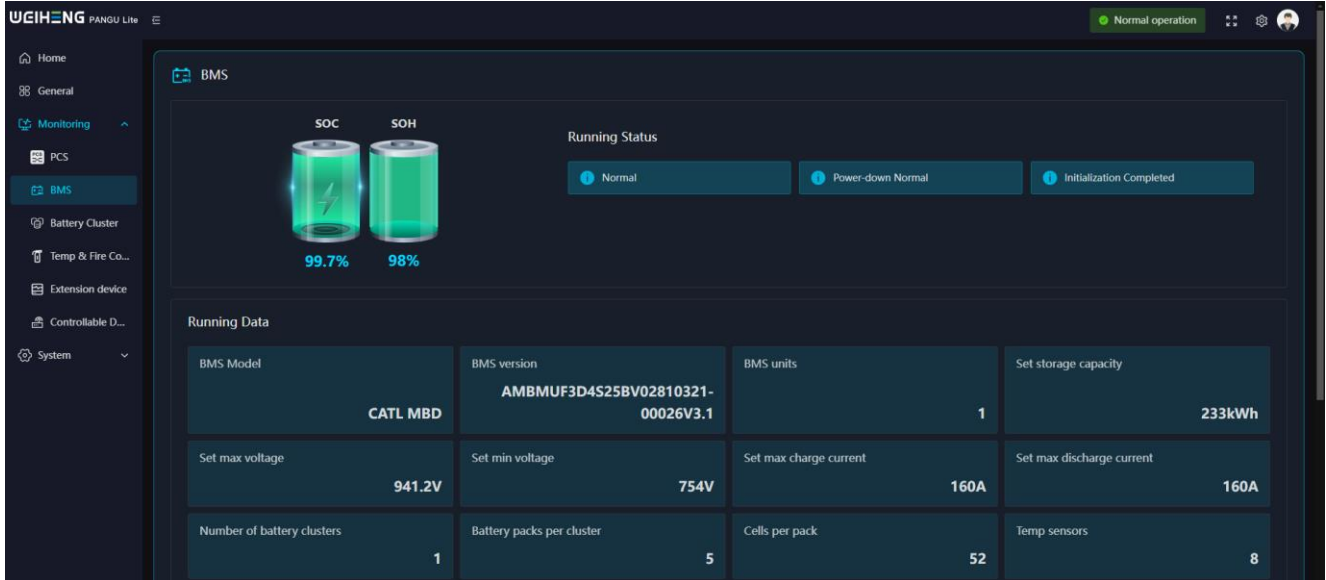 WEIHENG PANGU Lite
Normal operation
Home
General
Monitoring
PCS
BMS
Battery Cluster
Temp & Fire Co...
Extension device
Controllable D...
System
BMS
SOC SOH
99.7% 98%
Running Status
Normal Power-down Normal Initialization Completed
Running Data
BMS Model
CATL MBD
BMS version
AMBMUF3D4S25BV02810321-
00026V3.1
BMS units
1
Set storage capacity
233kWh
Set max voltage
941.2V
Set min voltage
754V
Set max charge current
160A
Set max discharge current
160A
Number of battery clusters
1
Battery packs per cluster
5
Cells per pack
52
Temp sensors
8